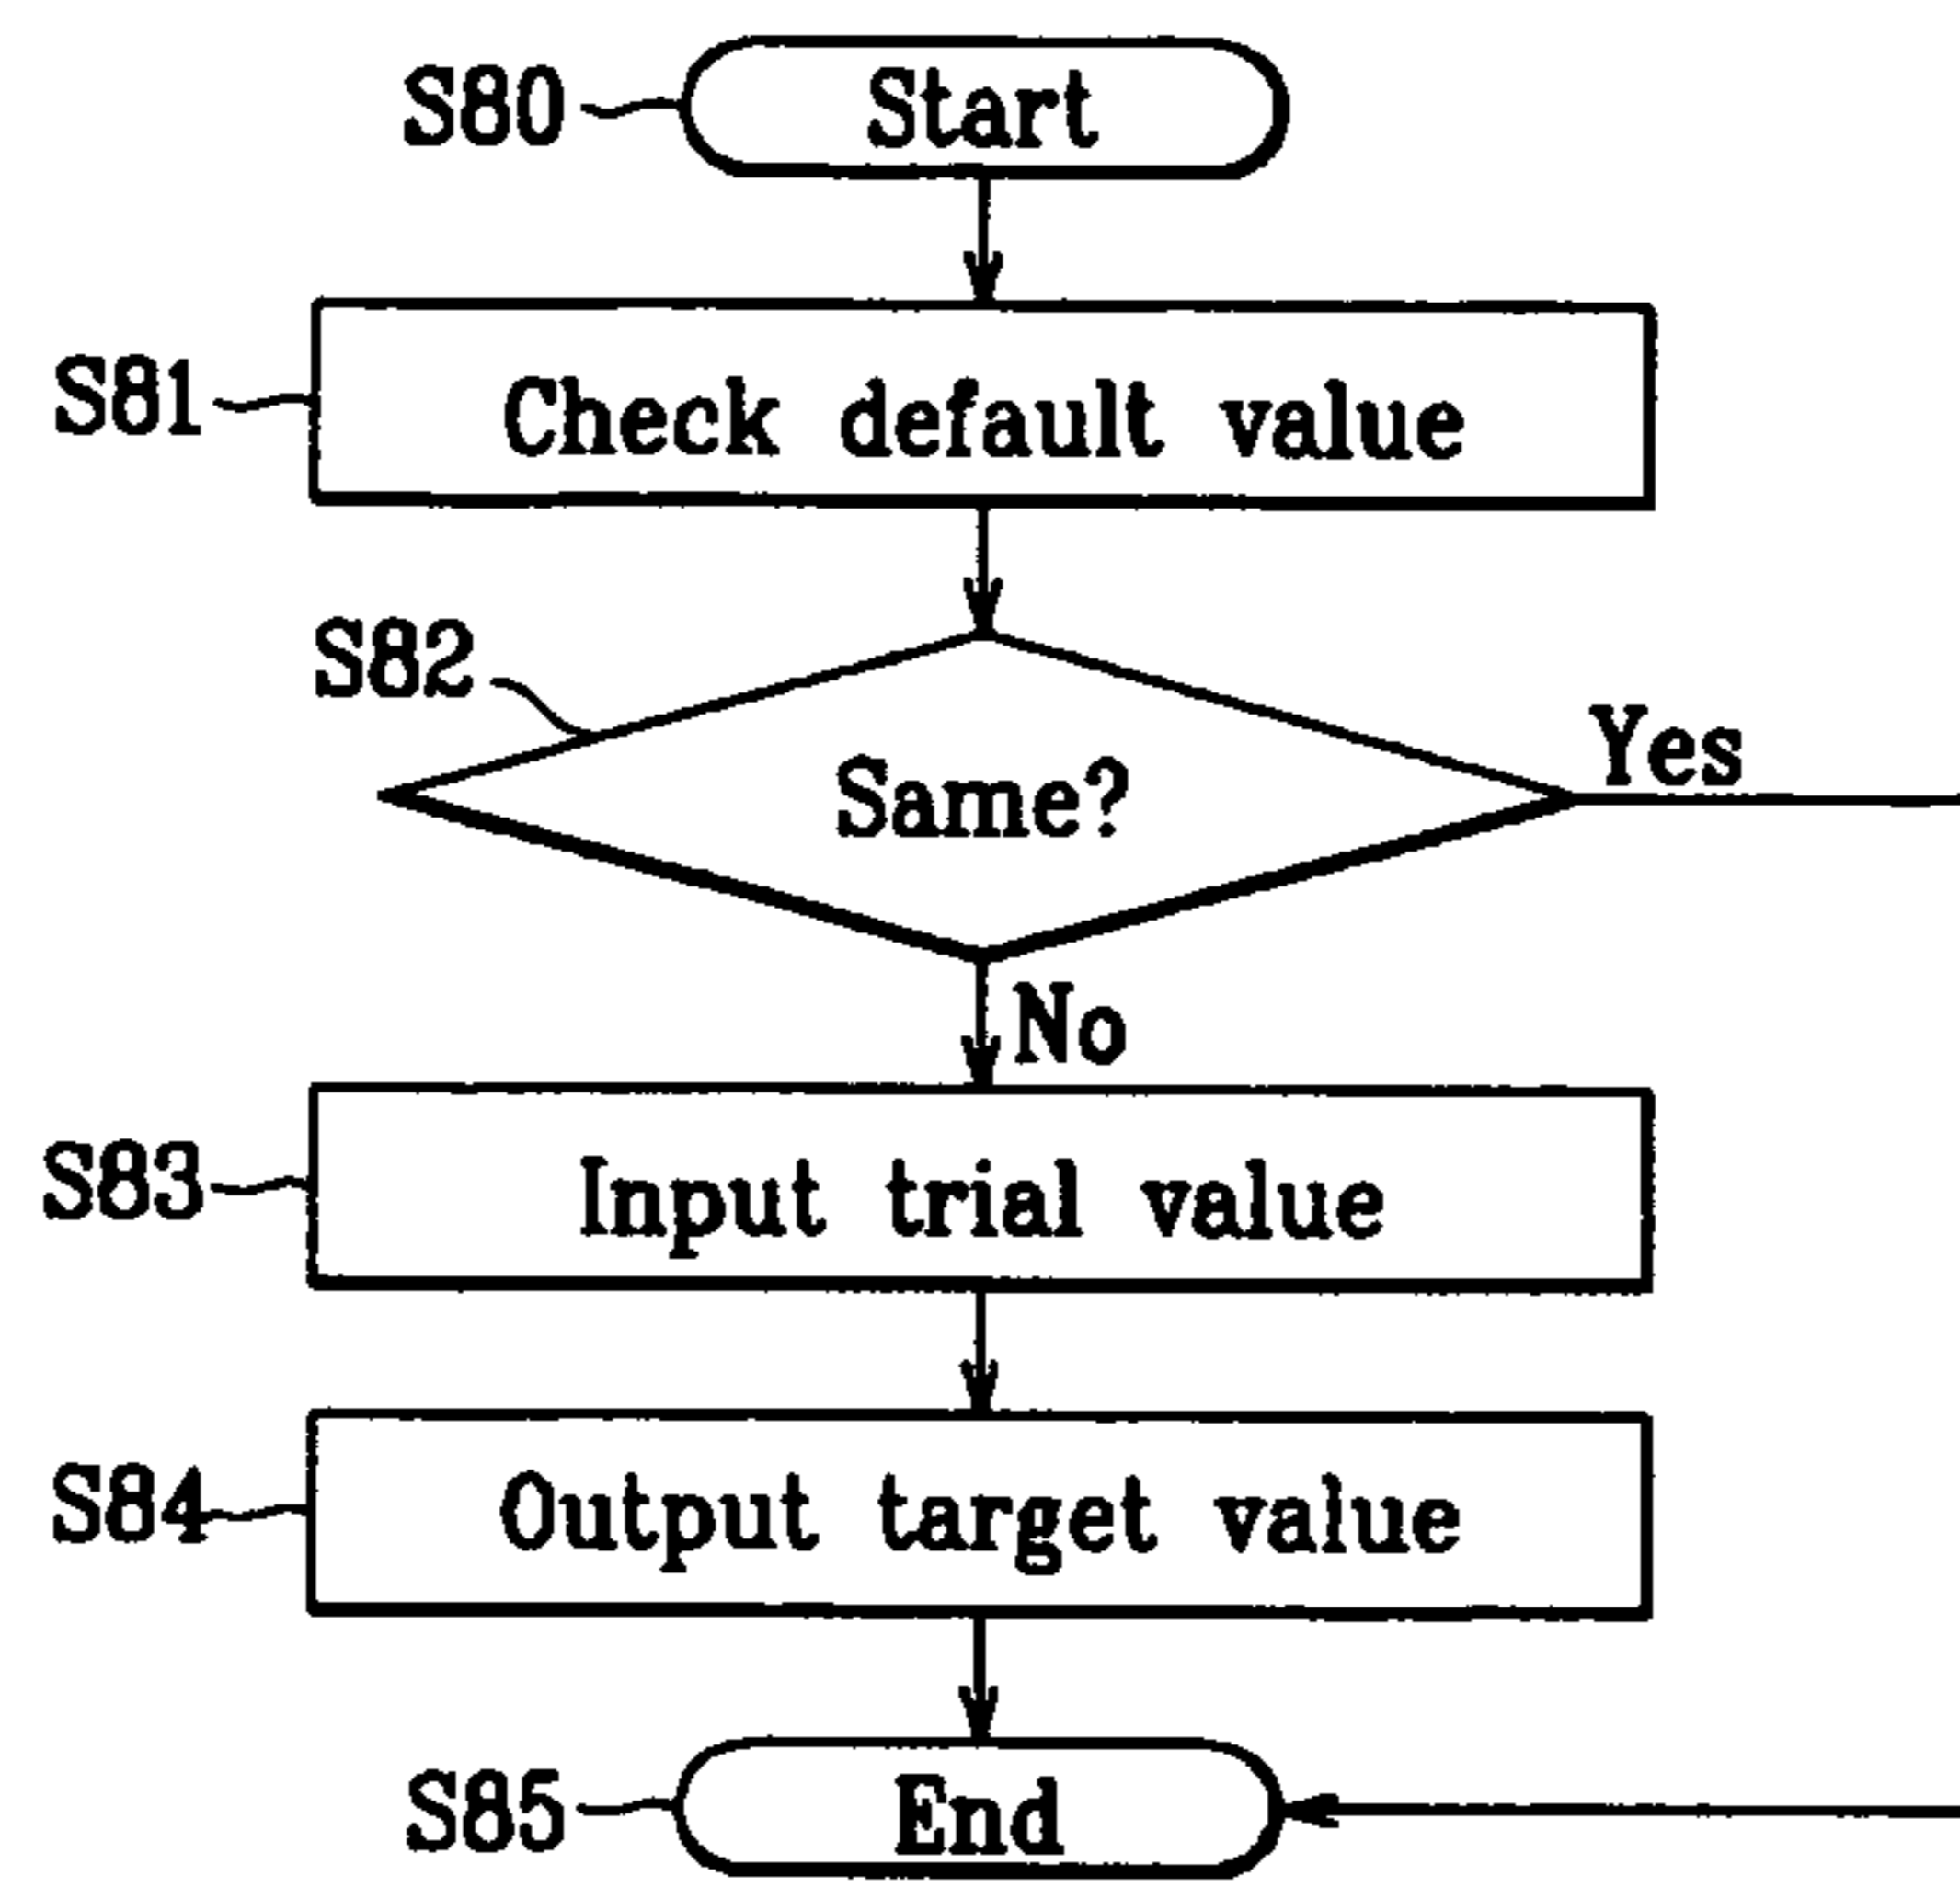 S80
Start
S81
Check default value
S82
Same?
Yes
No
S83
Input trial value
S84
Output target value
S85
End